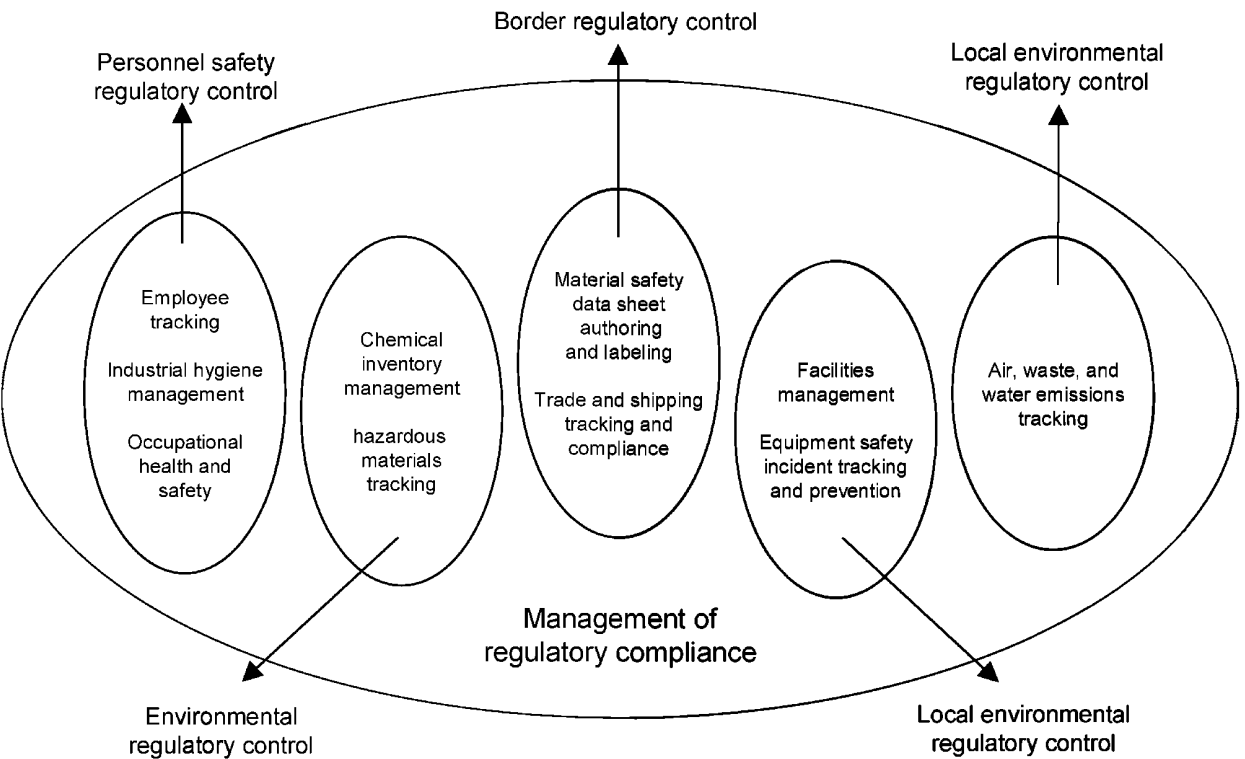 Border regulatory control
Personnel safety
regulatory control
Local environmental
regulatory control
Employee
tracking
Industrial hygiene
management
Occupational
health and
safety
Chemical
inventory
management
hazardous
materials
tracking
Material safety
data sheet
authoring
and labeling
Trade and shipping
tracking and
compliance
Facilities
management
Equipment safety
incident tracking
and prevention
Air, waste, and
water emissions
tracking
Management of
regulatory compliance
Environmental
regulatory control
Local environmental
regulatory control